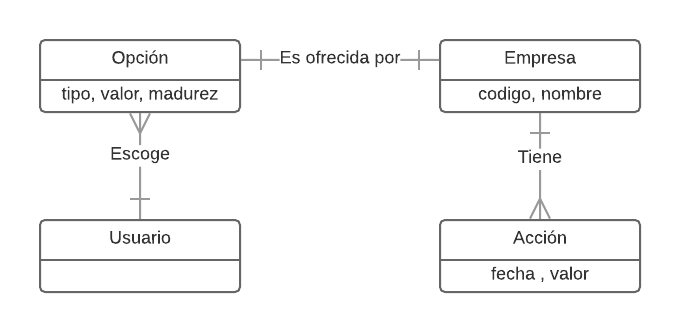 Opción
tipo, valor, madurez
Es ofrecida por
Empresa
codigo, nombre
Escoge
Tiene
Usuario
Acción
fecha , valor